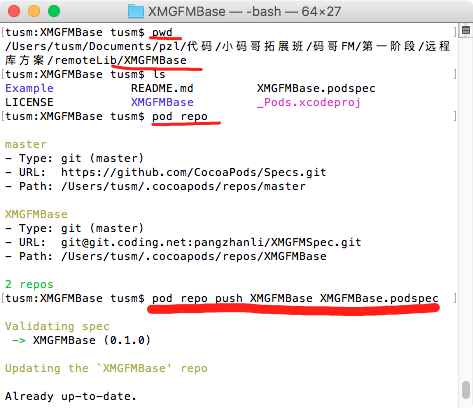 XMGFMBase — -bash — 64×27
[tusm:XMGFMBase tusm$ pwd ]
/Users/tusm/Documents/pzl/代码/小码哥拓展班/码哥FM/第一阶段/远程
库方案/remoteLib/XMGFMBase
[tusm:XMGFMBase tusm$ ls ]
Example README.md XMGFMBase.podspec
LICENSE XMGFMBase _Pods.xcodeproj
[tusm:XMGFMBase tusm$ pod repo ]
master
- Type: git (master)
- URL: https://github.com/CocoaPods/Specs.git
- Path: /Users/tusm/.cocoapods/repos/master
XMGFMBase
- Type: git (master)
- URL: git@git.coding.net:pangzhanli/XMGFMSpec.git
- Path: /Users/tusm/.cocoapods/repos/XMGFMBase
2 repos
[tusm:XMGFMBase tusm$ pod repo push XMGFMBase XMGFMBase.podspec ]
Validating spec
-> XMGFMBase (0.1.0)
Updating the `XMGFMBase' repo
Already up-to-date.